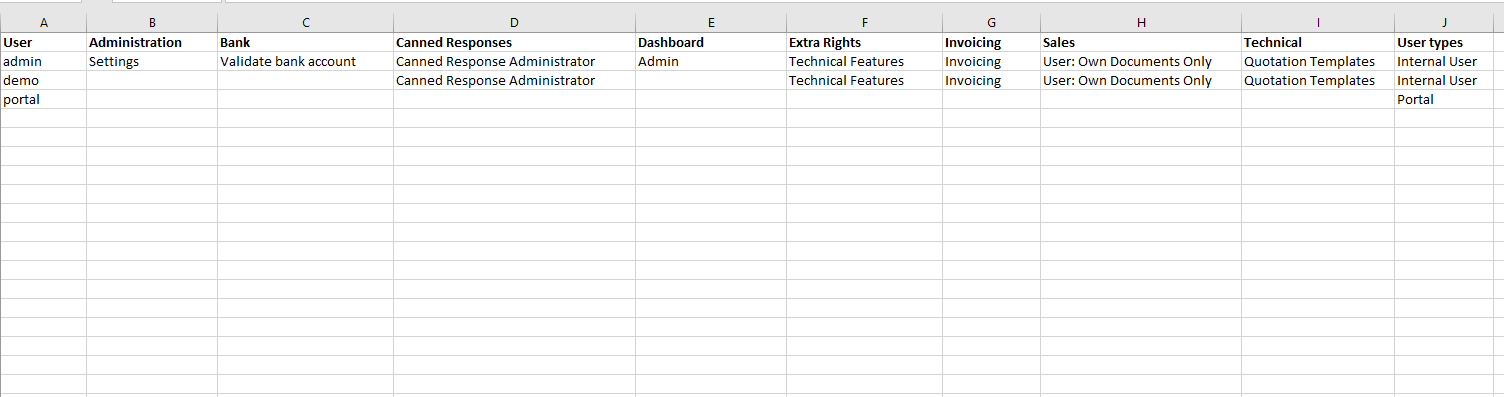 A B C D E F G H I J
User Administration Bank Canned Responses Dashboard Extra Rights Invoicing Sales Technical User types
admin Settings Validate bank account Canned Response Administrator Admin Technical Features Invoicing User: Own Documents Only Quotation Templates Internal User
demo Canned Response Administrator Technical Features Invoicing User: Own Documents Only Quotation Templates Internal User
portal Portal